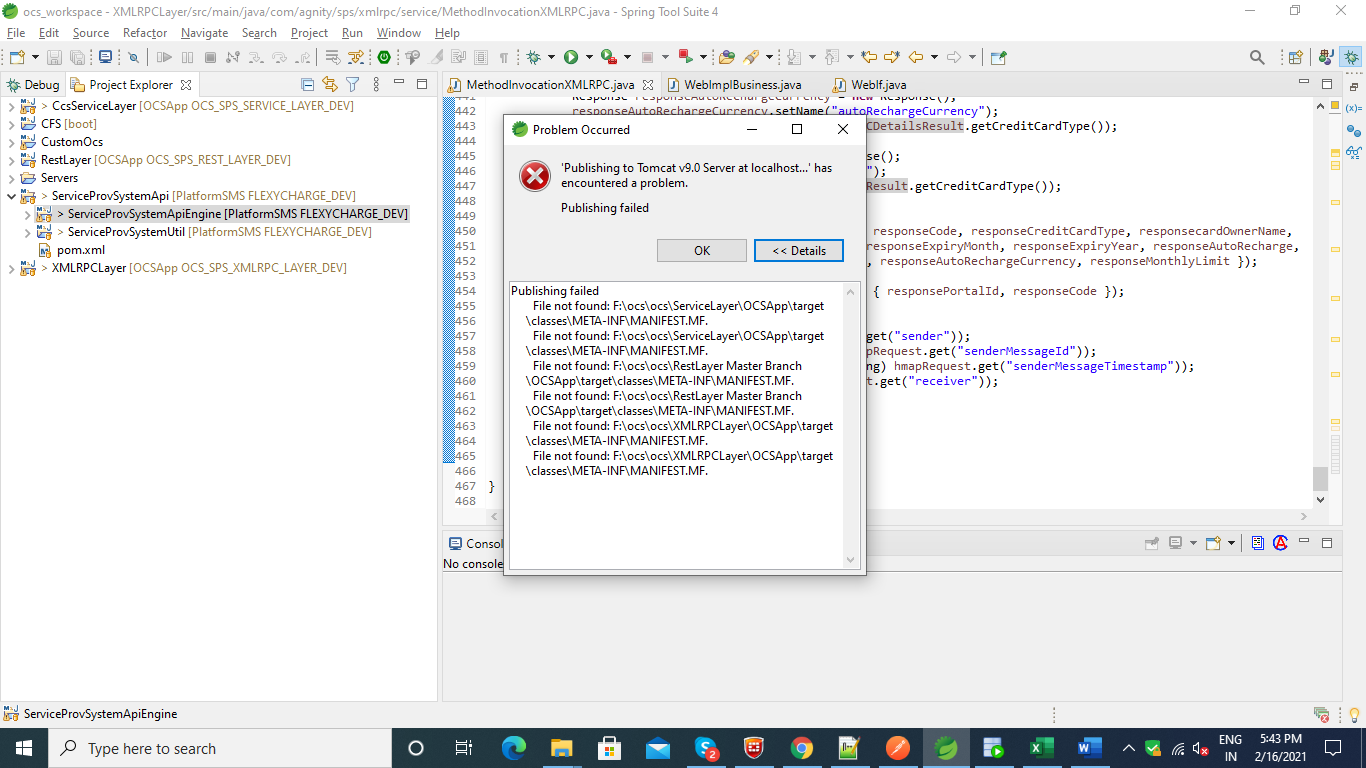 ocs_workspace - XMLRPCLayer/src/main/java/com/agnity/sps/xmlrpc/service/MethodInvocationXMLRPC.java - Spring Tool Suite 4
File Edit Source Refactor Navigate Search Project Run Window Help
Debug Project Explorer
MethodInvocationXMLRPC.java WebImplBusiness.java WebIf.java
> CcsServiceLayer [OCSApp OCS_SPS_SERVICE_LAYER_DEV]
CFS [boot]
CustomOcs
RestLayer [OCSApp OCS_SPS_REST_LAYER_DEV]
Servers
> ServiceProvSystemApi [PlatformSMS FLEXYCHARGE_DEV]
> ServiceProvSystemApiEngine [PlatformSMS FLEXYCHARGE_DEV]
> ServiceProvSystemUtil [PlatformSMS FLEXYCHARGE_DEV]
pom.xml
> XMLRPCLayer [OCSApp OCS_SPS_XMLRPC_LAYER_DEV]
441 Response responseAutoRechargeCurrency = new Response();
442 responseAutoRechargeCurrency.setName("autoRechargeCurrency");
443 CDetailsResult.getCreditCardType());
444
445 se();
446 ");
447 Result.getCreditCardType());
448
449
450 responseCode, responseCreditCardType, responsecardOwnerName,
451 responseExpiryMonth, responseExpiryYear, responseAutoRecharge,
452 , responseAutoRechargeCurrency, responseMonthlyLimit });
453
454 { responsePortalId, responseCode });
455
456
457 get("sender"));
458 pRequest.get("senderMessageId"));
459 ng) hmapRequest.get("senderMessageTimestamp"));
460 t.get("receiver"));
461
462
463
464
465
466
467 }
468
Problem Occurred
'Publishing to Tomcat v9.0 Server at localhost...' has
encountered a problem.
Publishing failed
OK << Details
Publishing failed
File not found: F:\ocs\ocs\ServiceLayer\OCSApp\target
\classes\META-INF\MANIFEST.MF.
File not found: F:\ocs\ocs\ServiceLayer\OCSApp\target
\classes\META-INF\MANIFEST.MF.
File not found: F:\ocs\ocs\RestLayer Master Branch
\OCSApp\target\classes\META-INF\MANIFEST.MF.
File not found: F:\ocs\ocs\RestLayer Master Branch
\OCSApp\target\classes\META-INF\MANIFEST.MF.
File not found: F:\ocs\ocs\XMLRPCLayer\OCSApp\target
\classes\META-INF\MANIFEST.MF.
File not found: F:\ocs\ocs\XMLRPCLayer\OCSApp\target
\classes\META-INF\MANIFEST.MF.
Consol
No console
ServiceProvSystemApiEngine
Type here to search
2
ENG
IN
5:43 PM
2/16/2021